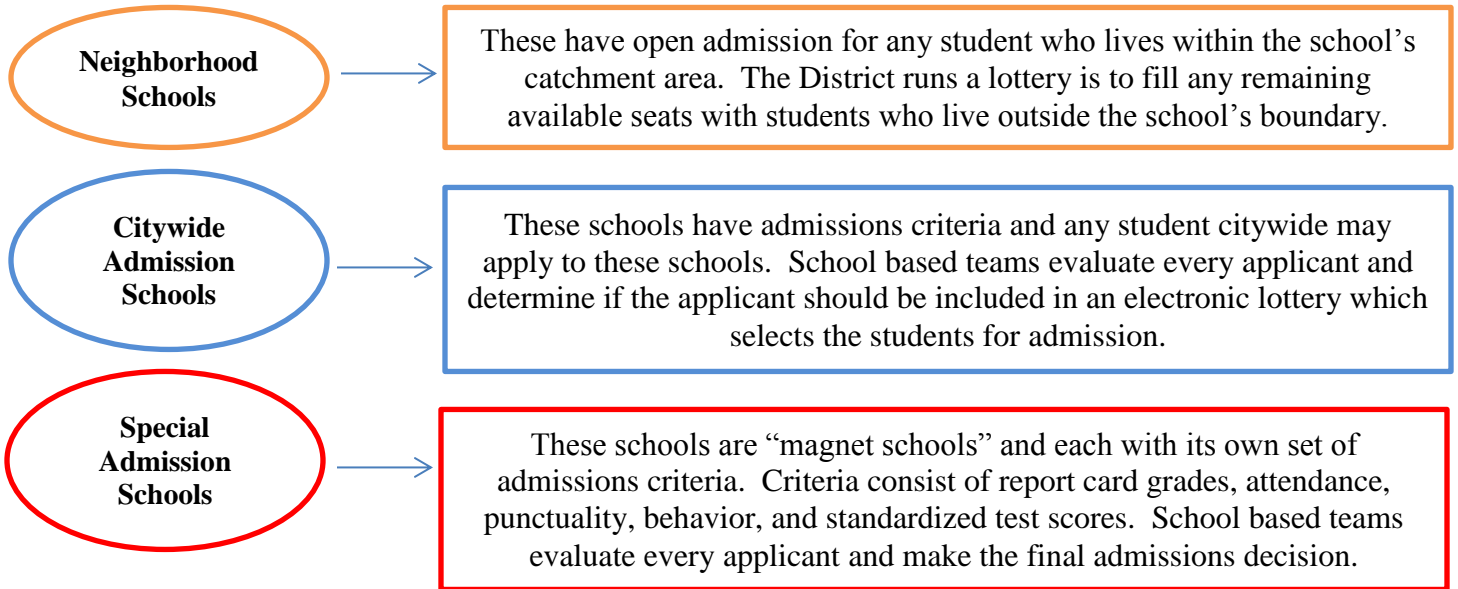 Neighborhood
Schools
These have open admission for any student who lives within the school’s
catchment area.  The District runs a lottery is to fill any remaining
available seats with students who live outside the school’s boundary.
Citywide
Admission
Schools
These schools have admissions criteria and any student citywide may
apply to these schools.  School based teams evaluate every applicant and
determine if the applicant should be included in an electronic lottery which
selects the students for admission.
Special
Admission
Schools
These schools are “magnet schools” and each with its own set of
admissions criteria.  Criteria consist of report card grades, attendance,
punctuality, behavior, and standardized test scores.  School based teams
evaluate every applicant and make the final admissions decision.